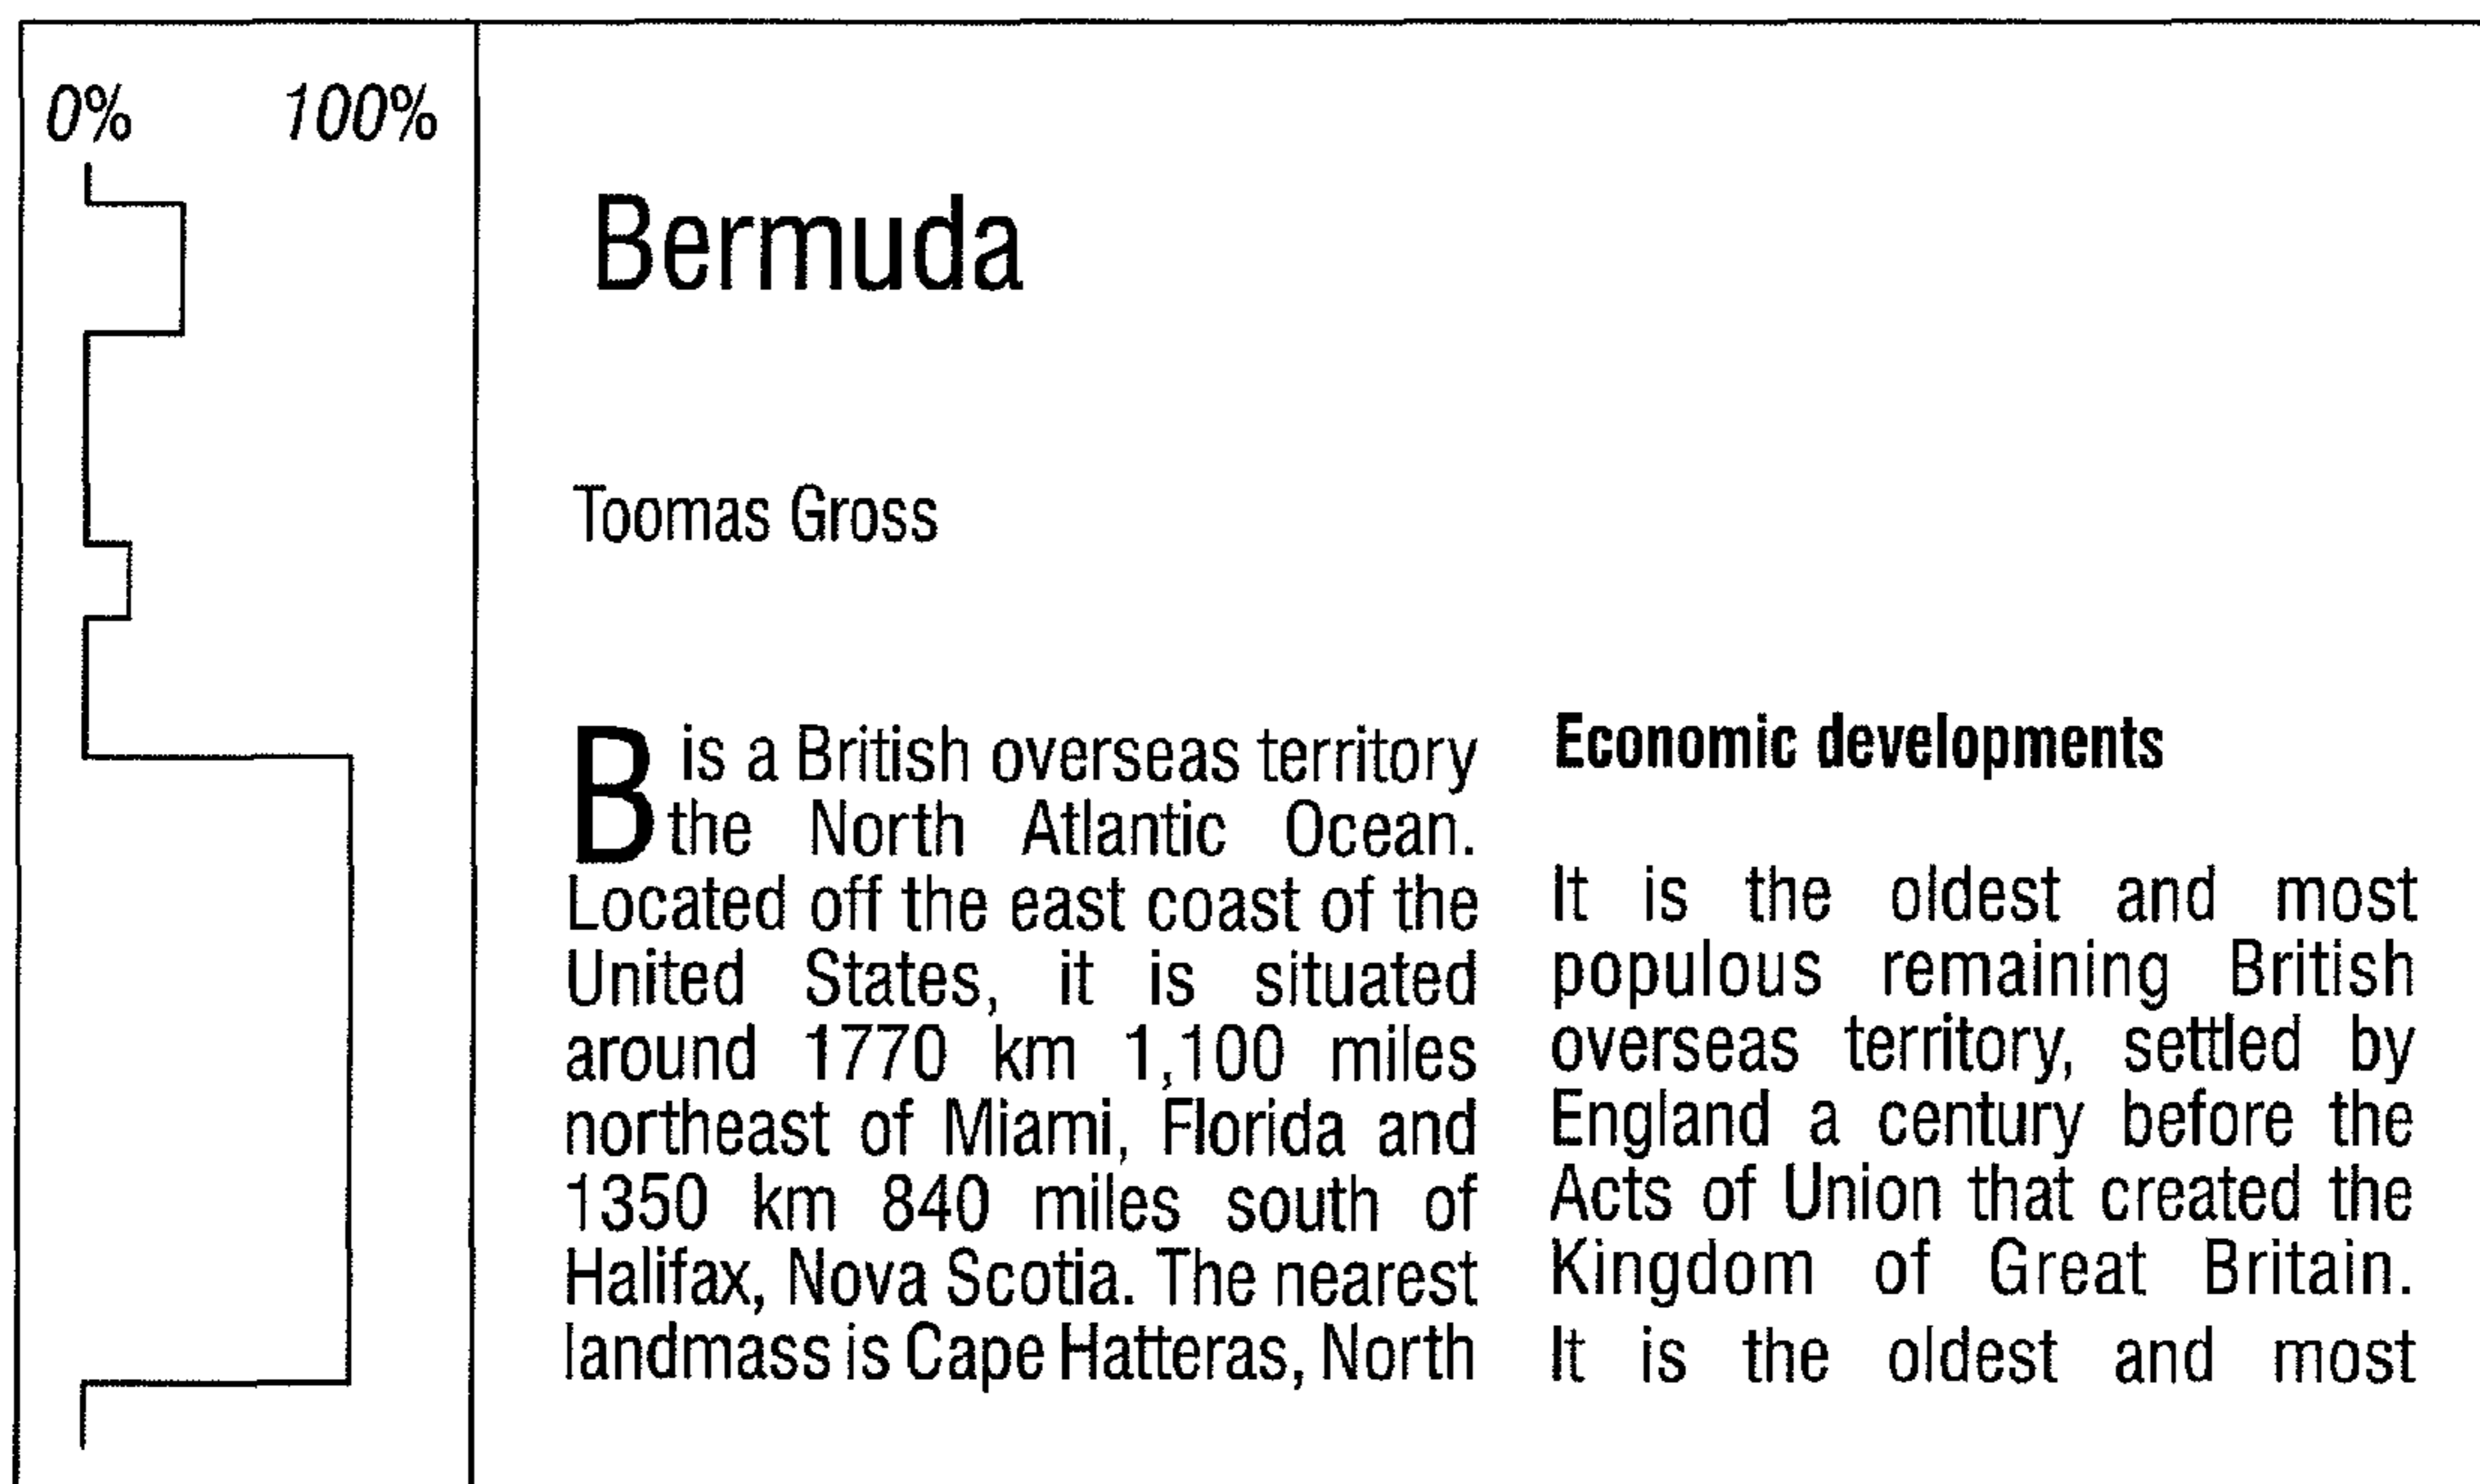 0% 100%
Bermuda
Toomas Gross
B is a British overseas territory
the North Atlantic Ocean.
Located off the east coast of the
United States, it is situated
around 1770 km 1,100 miles
northeast of Miami, Florida and
1350 km 840 miles south of
Halifax, Nova Scotia. The nearest
landmass is Cape Hatteras, North
Economic developments
It is the oldest and most
populous remaining British
overseas territory, settled by
England a century before the
Acts of Union that created the
Kingdom of Great Britain.
It is the oldest and most